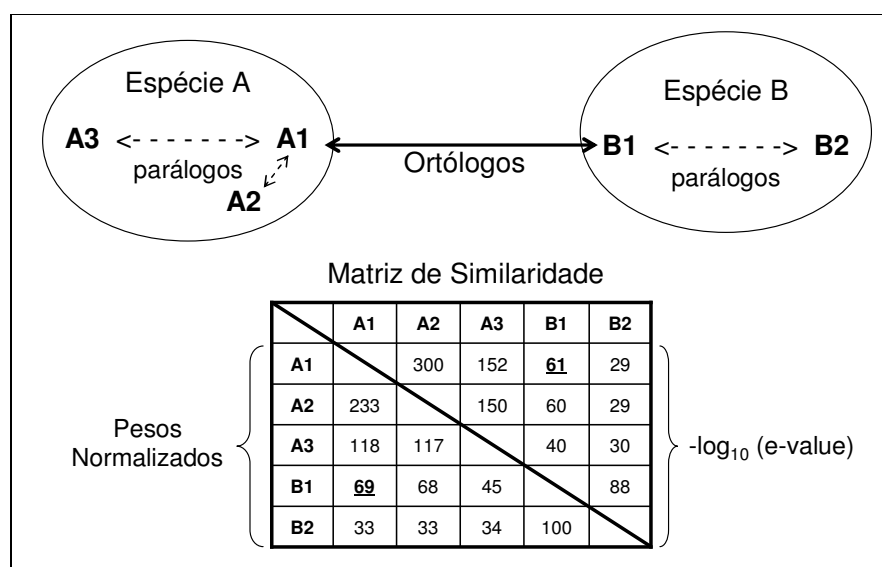 Espécie A
Espécie B
A3 <- - - - - - -> A1
B1 <- - - - - - -> B2
parálogos
Ortólogos
parálogos
A2
Matriz de Similaridade
A1 A2 A3 B1 B2
A1 300 152 61 29
A2 233 150 60 29
A3 118 117 40 30
B1 69 68 45 88
B2 33 33 34 100
Pesos
Normalizados
-log10 (e-value)